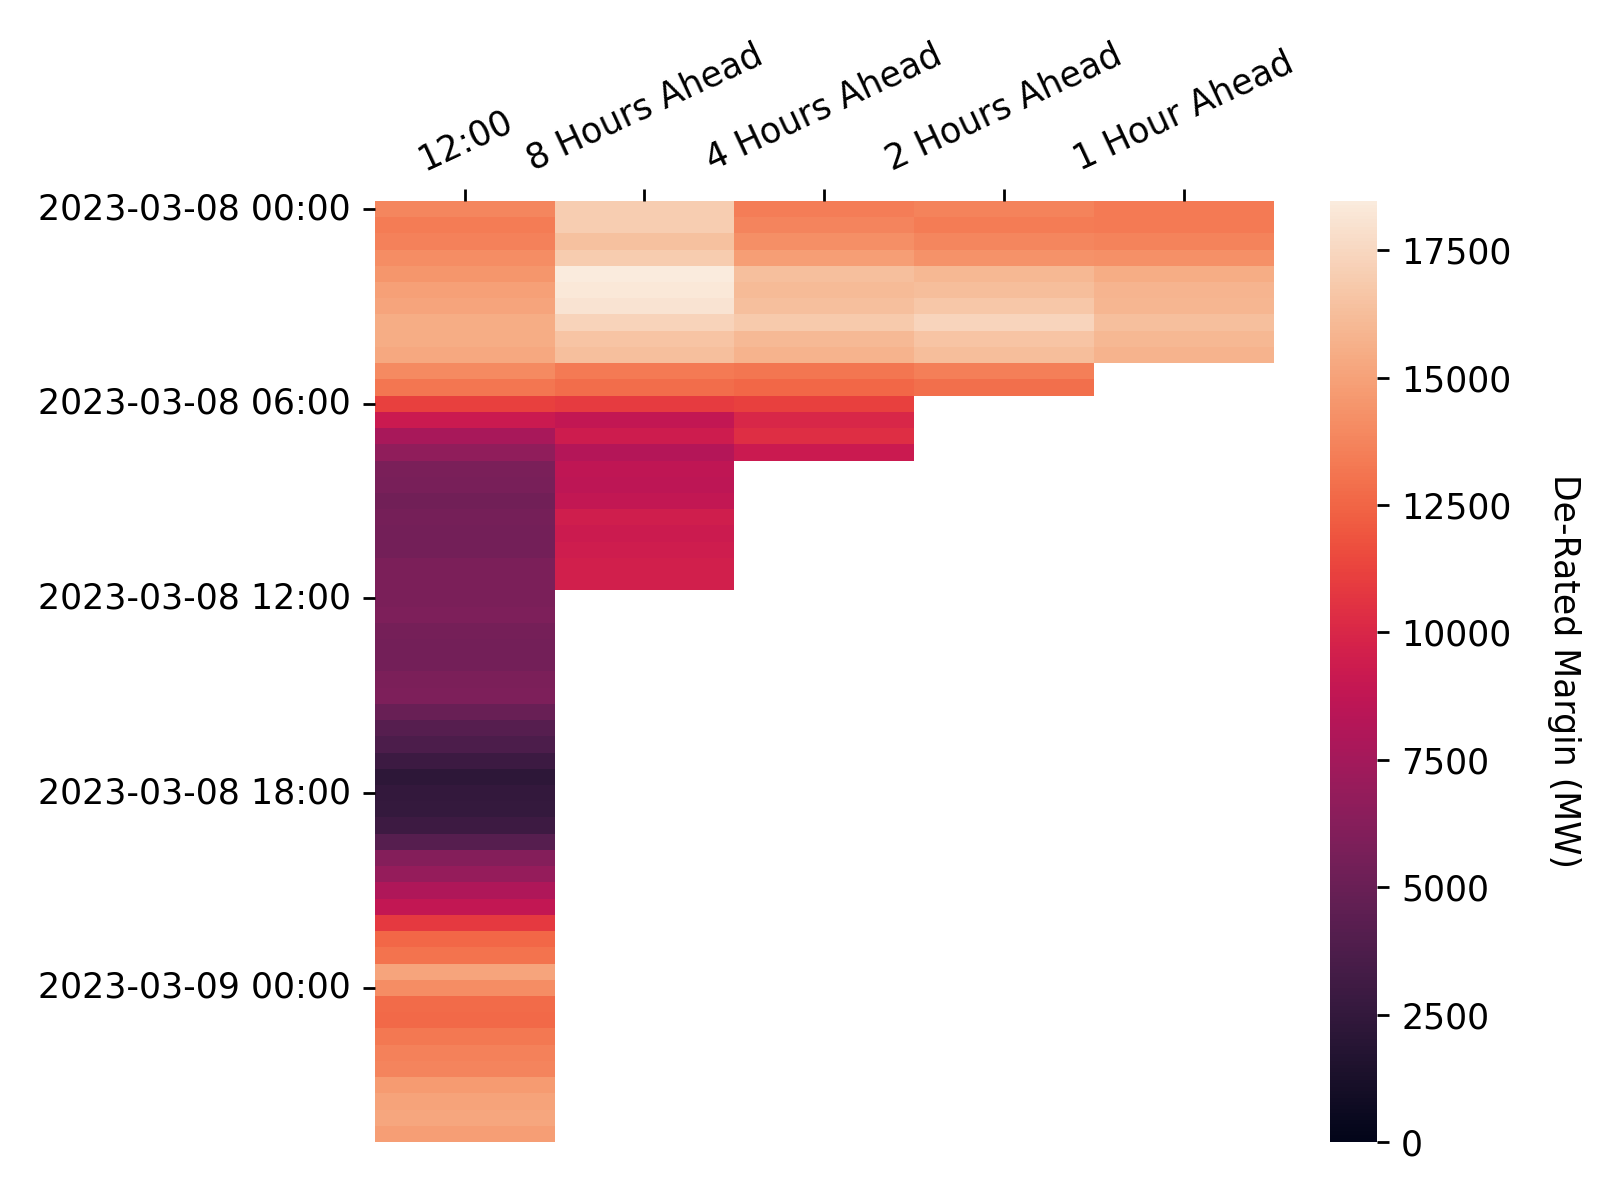 12:00
8 Hours Ahead
4 Hours Ahead
2 Hours Ahead
1 Hour Ahead
2023-03-08 00:00
2023-03-08 06:00
2023-03-08 12:00
2023-03-08 18:00
2023-03-09 00:00
17500
15000
12500
10000
7500
5000
2500
0
De-Rated Margin (MW)